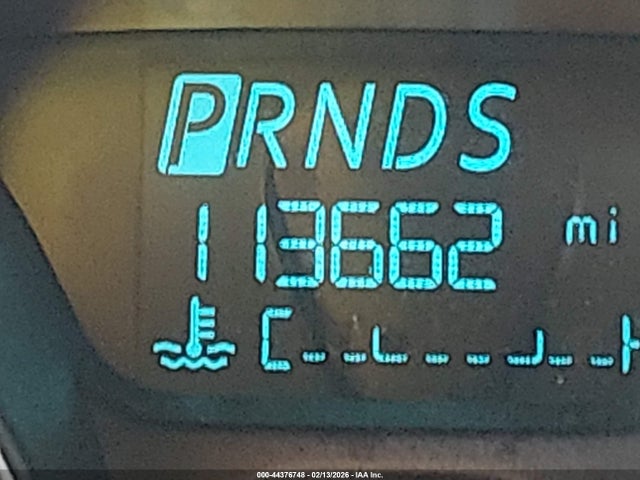 PRNDS
113662 mi
C H
000-44376748 - 02/13/2026 - IAA Inc.